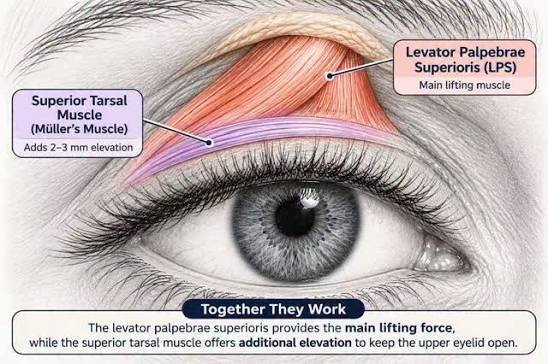 Levator Palpebrae
Superioris (LPS)
Main lifting muscle
Superior Tarsal
Muscle
(Müller's Muscle)
Adds 2–3 mm elevation
Together They Work
The levator palpebrae superioris provides the main lifting force,
while the superior tarsal muscle offers additional elevation to keep the upper eyelid open.